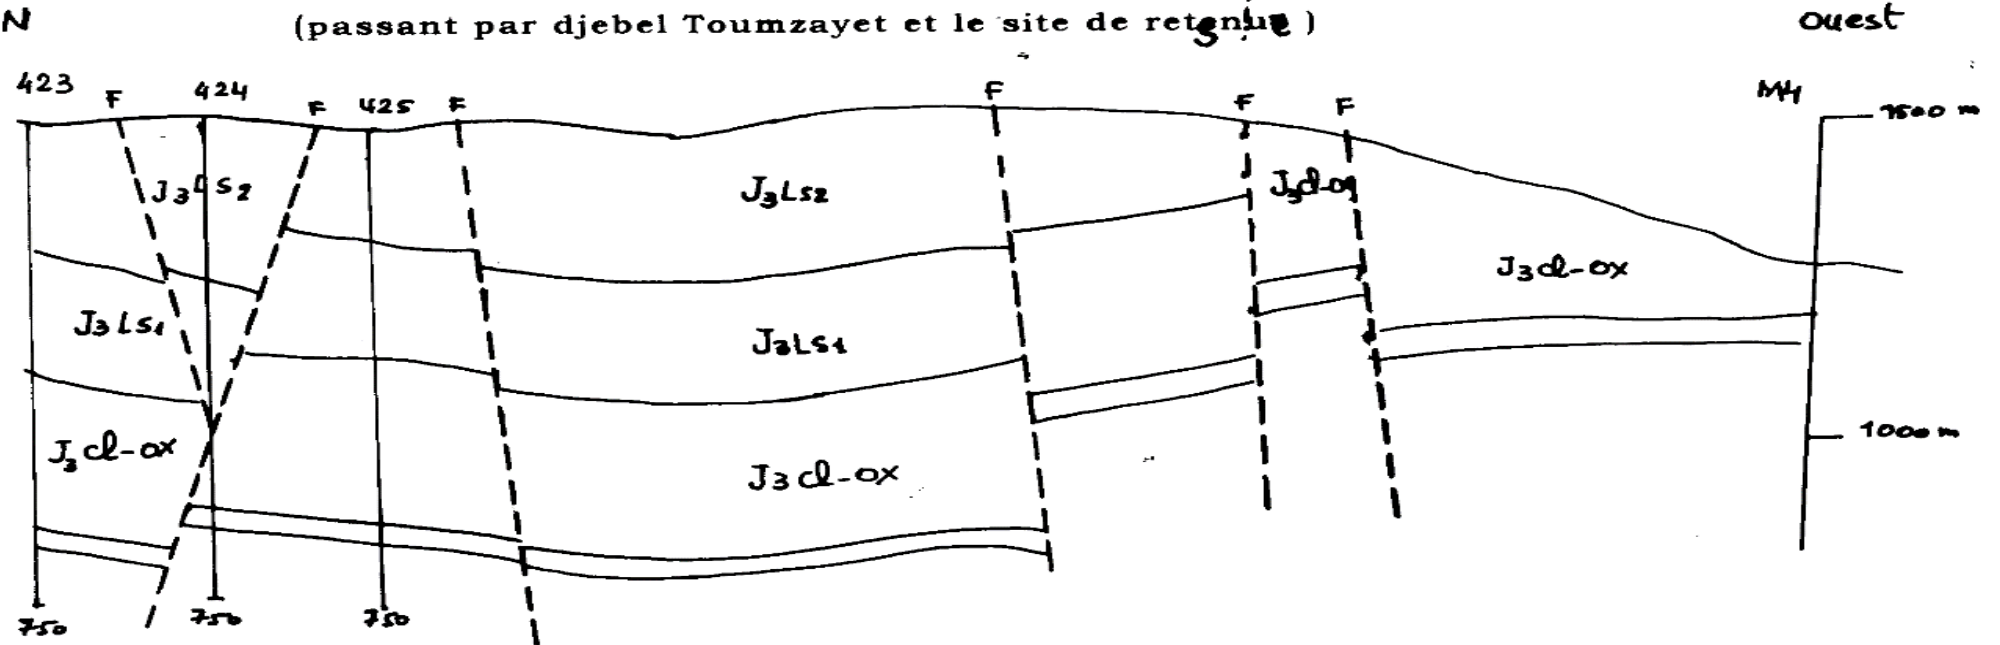 N (passant par djebel Toumzayet et le site de retenue ) ouest
423 F 424 F 425 F F F F M4
1500 m
J3LS2 J3LS2 J3cl-ox
J3cl-ox
J3LS1 J3LS1
1000 m
J3cl-ox J3cl-ox
750 750 750